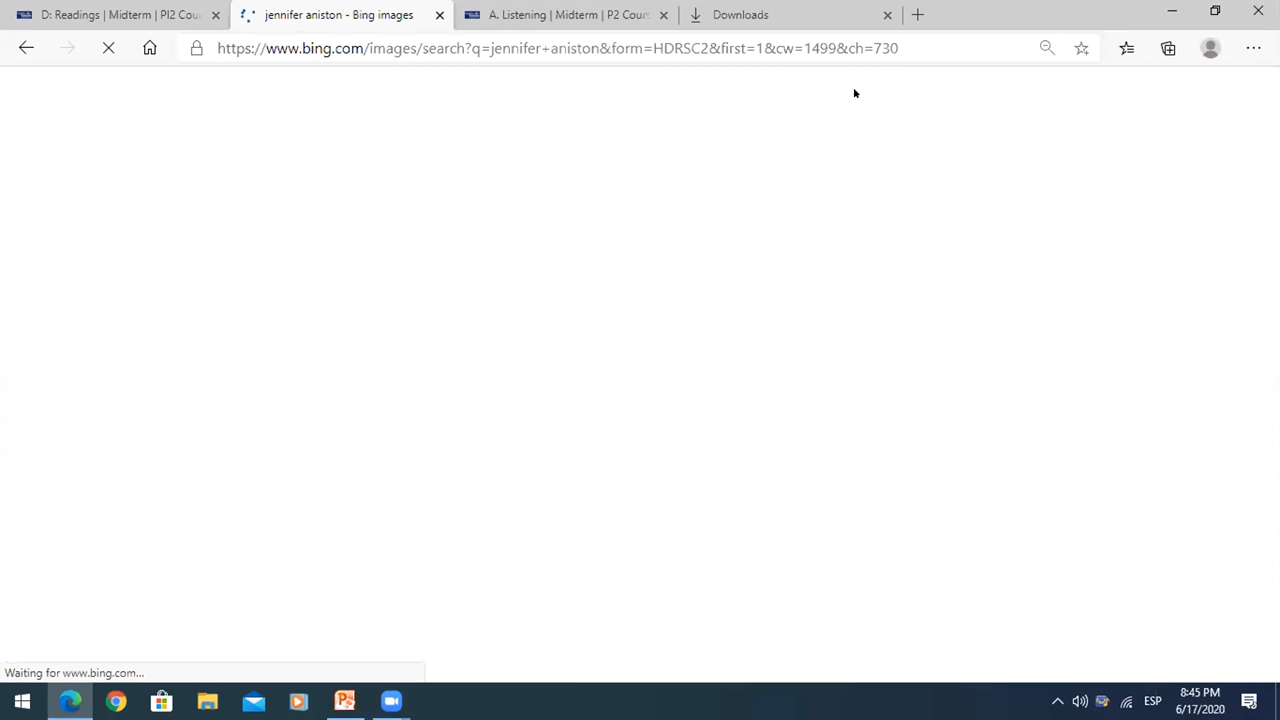 D: Readings | Midterm | PI2 Cour
jennifer aniston - Bing images
A. Listening | Midterm | P2 Cour
Downloads
https://www.bing.com/images/search?q=jennifer+aniston&form=HDRSC2&first=1&cw=1499&ch=730
Waiting for www.bing.com...
ESP
8:45 PM
6/17/2020